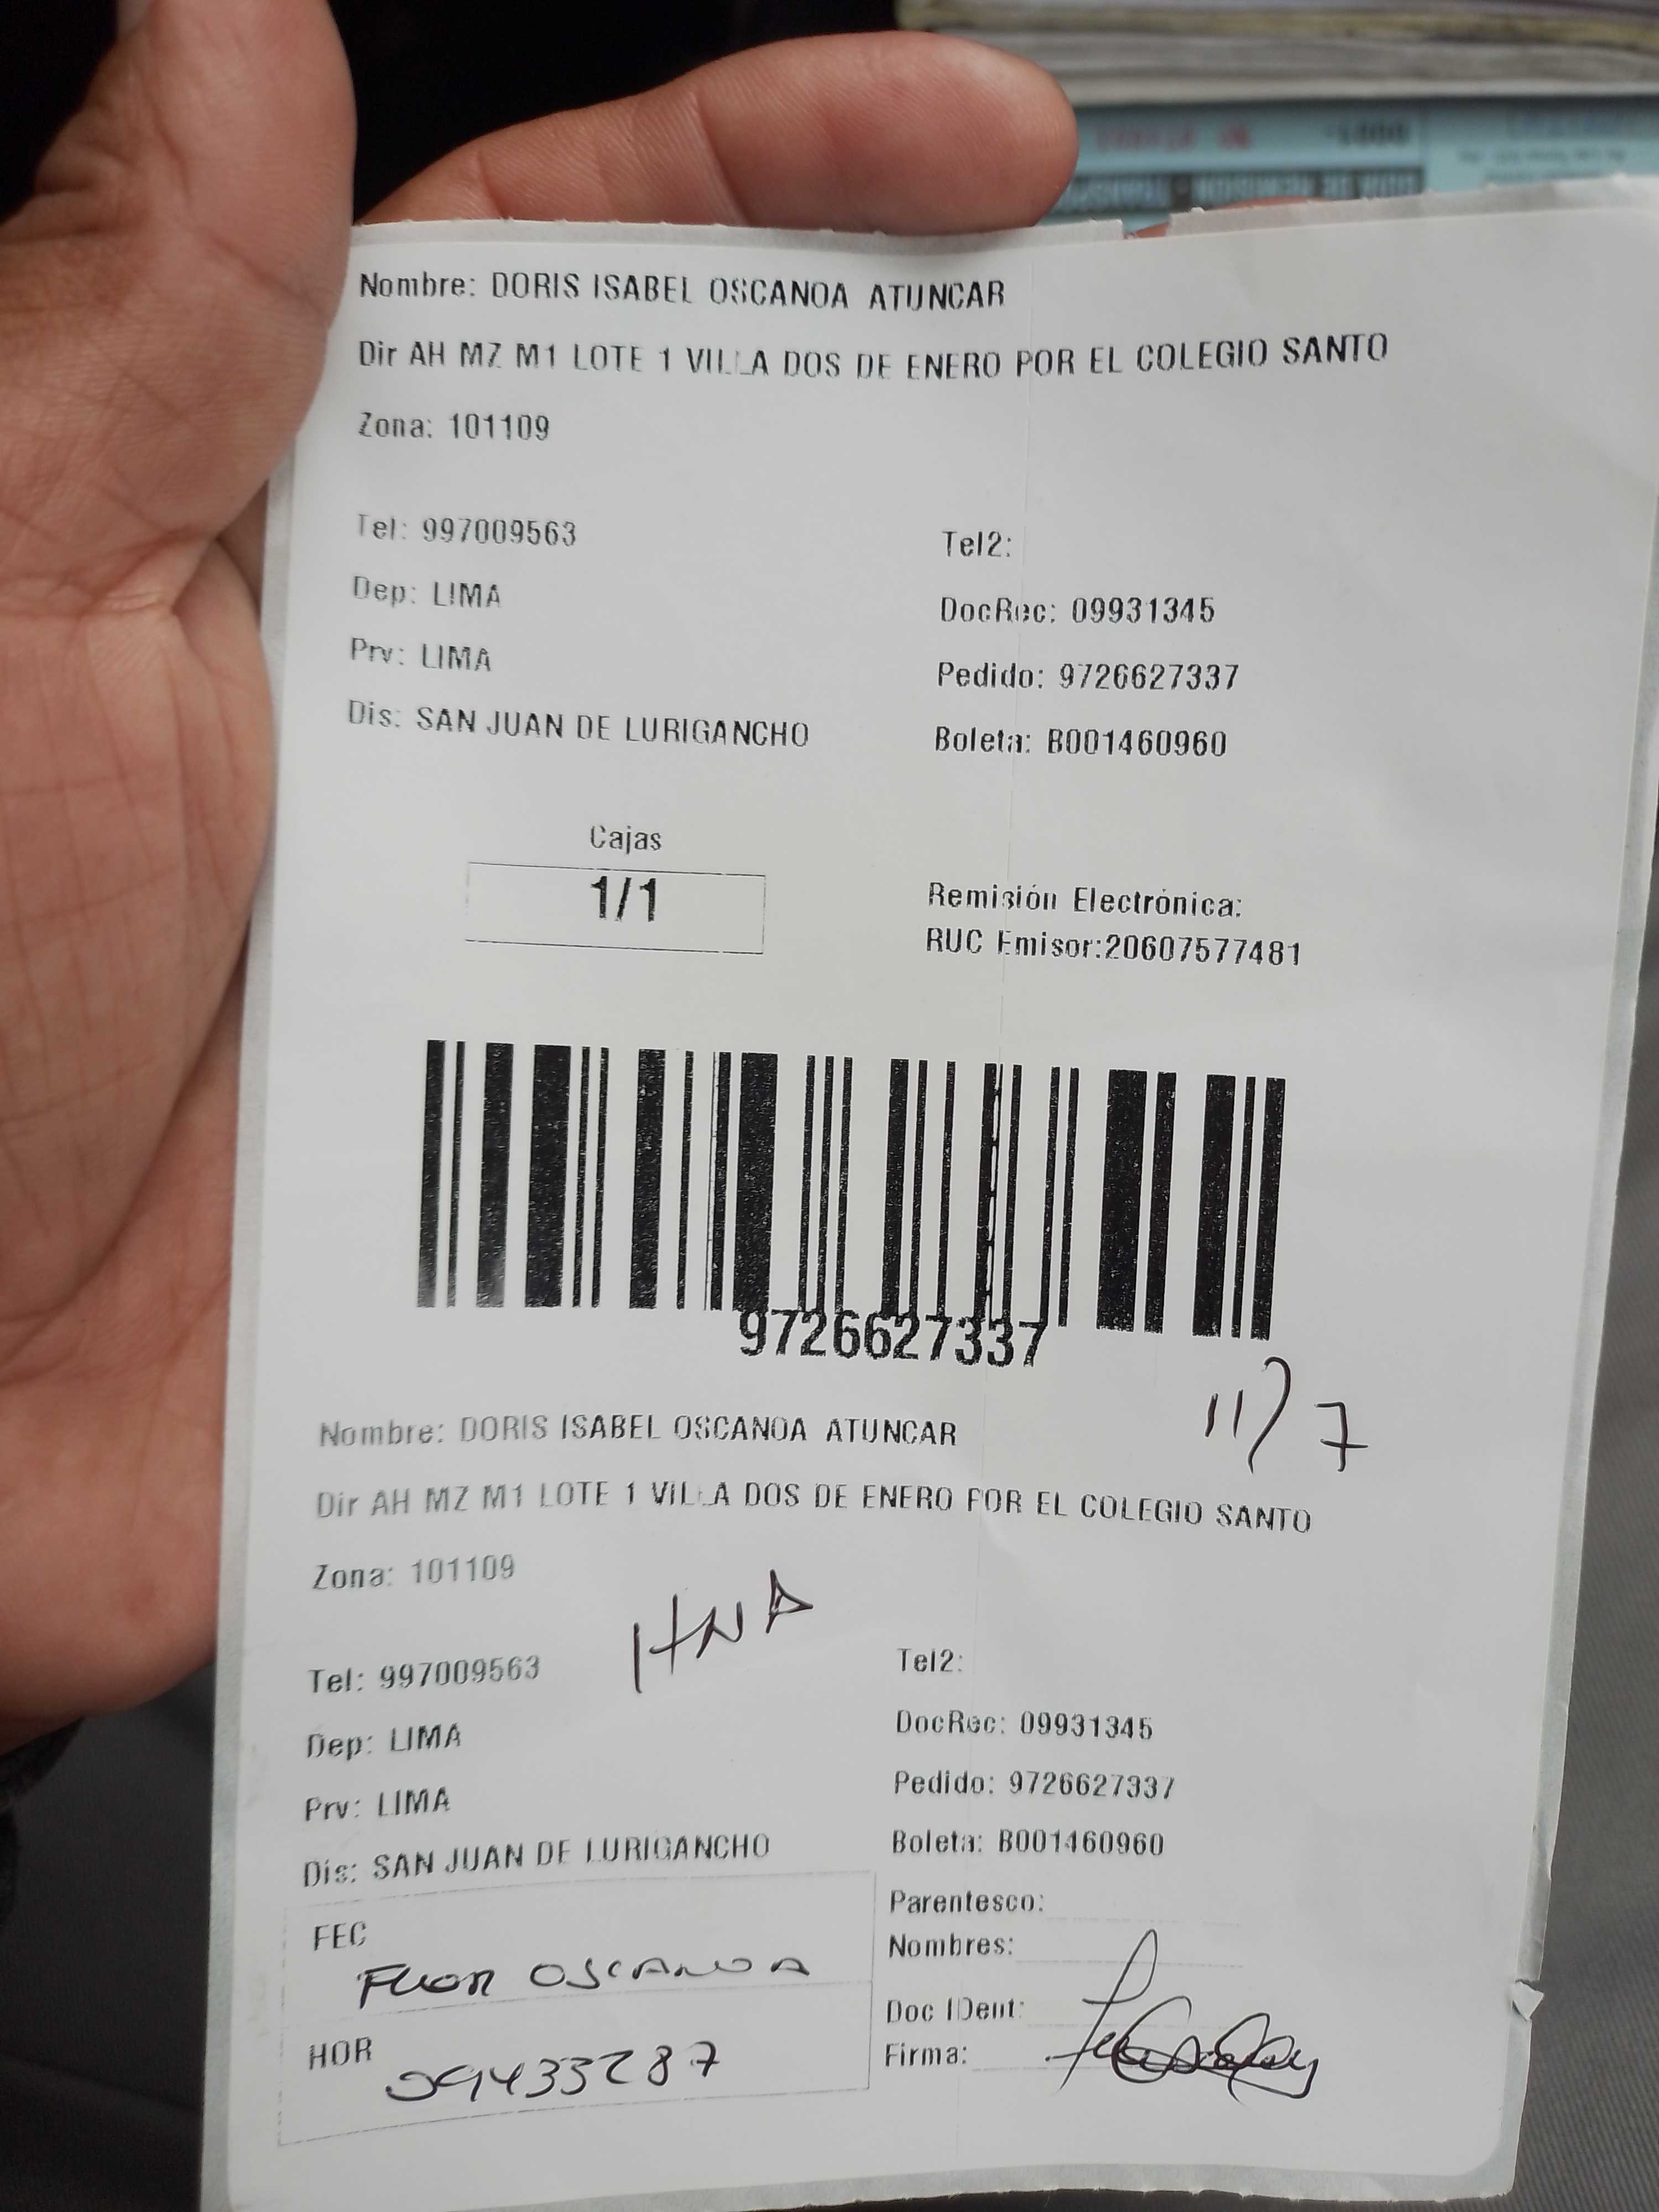 Nombre: DORIS ISABEL OSCANOA ATUNCAR
Dir AH MZ M1 LOTE 1 VILLA DOS DE ENERO POR EL COLEGIO SANTO
Zona: 101109
Tel: 997009563
Tel2:
Dep: LIMA
DocRec: 09931345
Prv: LIMA
Pedido: 9726627337
Dis: SAN JUAN DE LURIGANCHO
Boleta: B001460960
Cajas
1/1
Remisión Electrónica:
RUC Emisor:20607577481
9726627337
11/7
Nombre: DORIS ISABEL OSCANOA ATUNCAR
Dir AH MZ M1 LOTE 1 VILLA DOS DE ENERO POR EL COLEGIO SANTO
Zona: 101109
HNA
Tel: 997009563
Tel2:
Dep: LIMA
DocRec: 09931345
Prv: LIMA
Pedido: 9726627337
Dis: SAN JUAN DE LURIGANCHO
Boleta: B001460960
Parentesco:
FEC
Nombres:
FLOR OSCANOA
Doc IDent:
HOR
Firma:
09433287